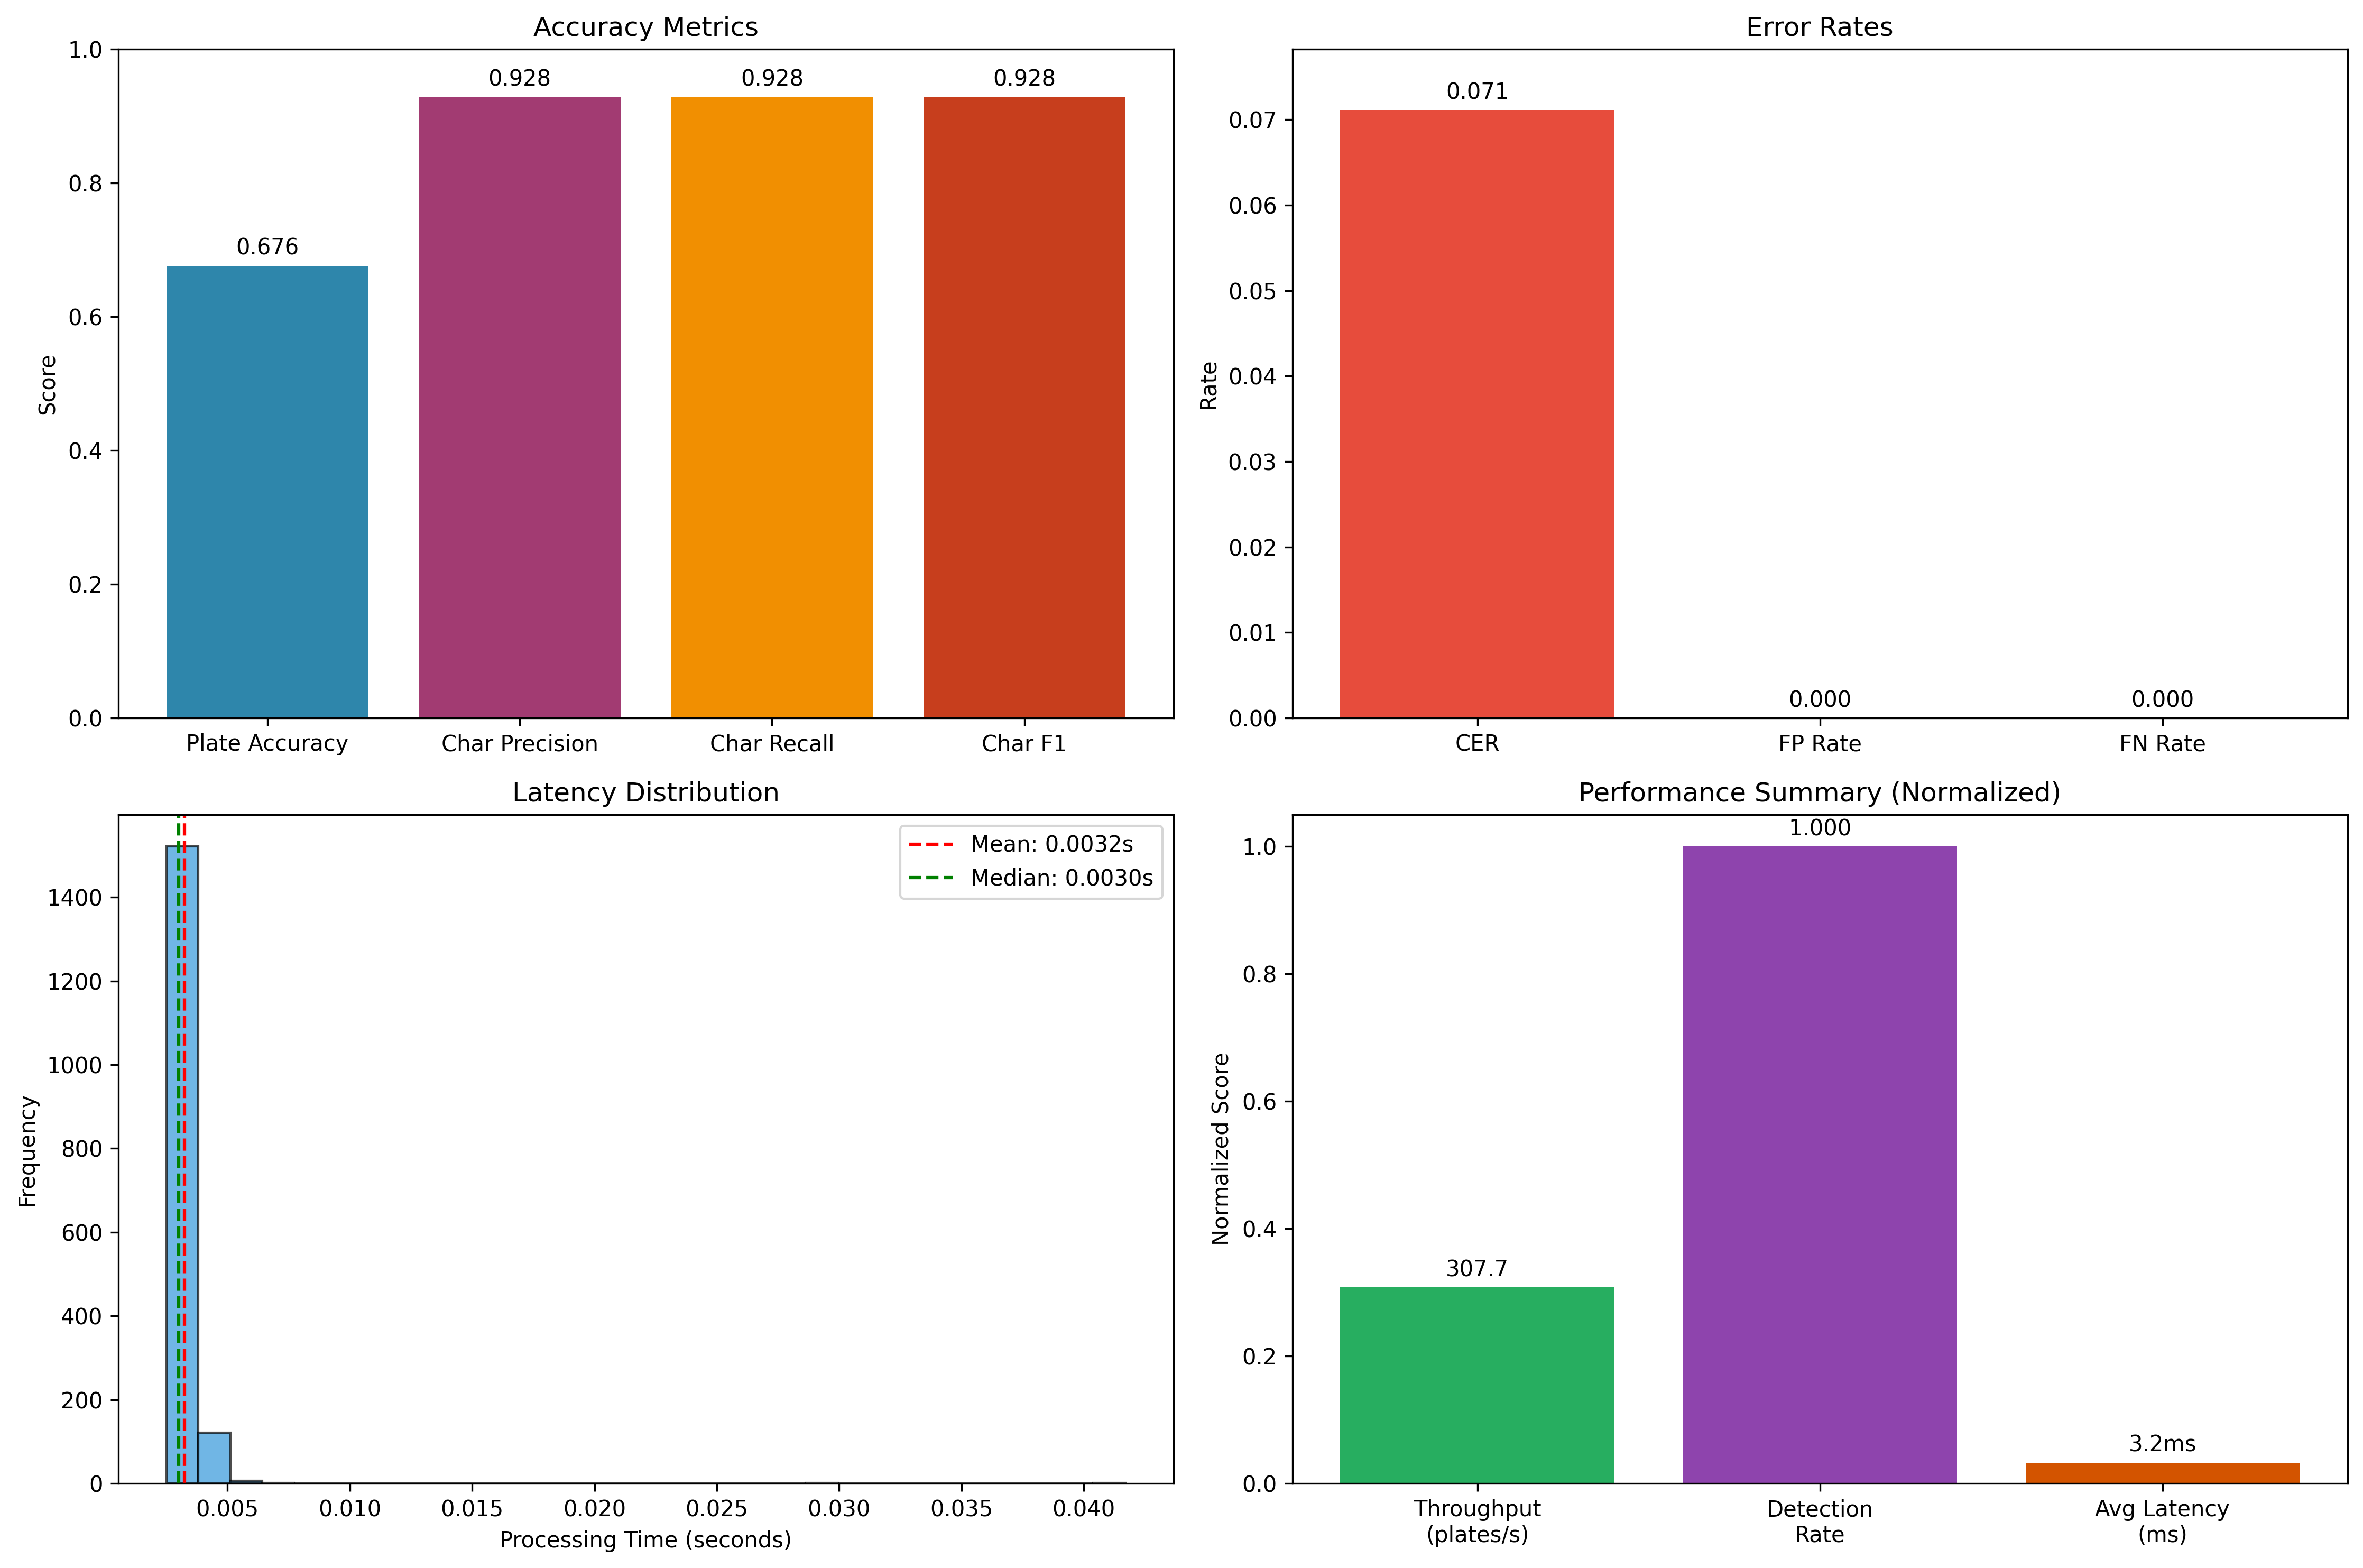 Accuracy Metrics
1.0
0.8
0.6
0.4
0.2
0.0
Score
0.676
0.928
0.928
0.928
Plate Accuracy
Char Precision
Char Recall
Char F1
Error Rates
0.07
0.06
0.05
0.04
0.03
0.02
0.01
0.00
Rate
0.071
0.000
0.000
CER
FP Rate
FN Rate
Latency Distribution
1400
1200
1000
800
600
400
200
0
Frequency
Mean: 0.0032s
Median: 0.0030s
0.005
0.010
0.015
0.020
0.025
0.030
0.035
0.040
Processing Time (seconds)
Performance Summary (Normalized)
1.0
0.8
0.6
0.4
0.2
0.0
Normalized Score
307.7
1.000
3.2ms
Throughput
(plates/s)
Detection
Rate
Avg Latency
(ms)